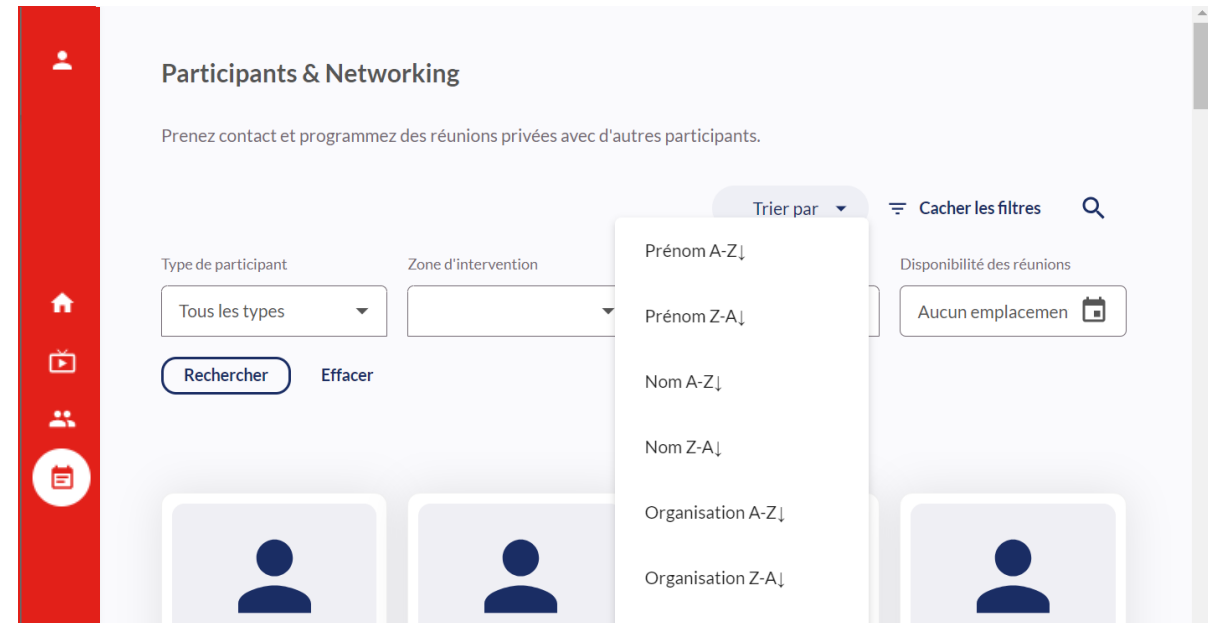 Participants & Networking
Prenez contact et programmez des réunions privées avec d'autres participants.
Trier par
Cacher les filtres
Prénom A-Z↓
Prénom Z-A↓
Nom A-Z↓
Nom Z-A↓
Organisation A-Z↓
Organisation Z-A↓
Type de participant
Zone d'intervention
Disponibilité des réunions
Tous les types
Aucun emplacemen
Rechercher
Effacer